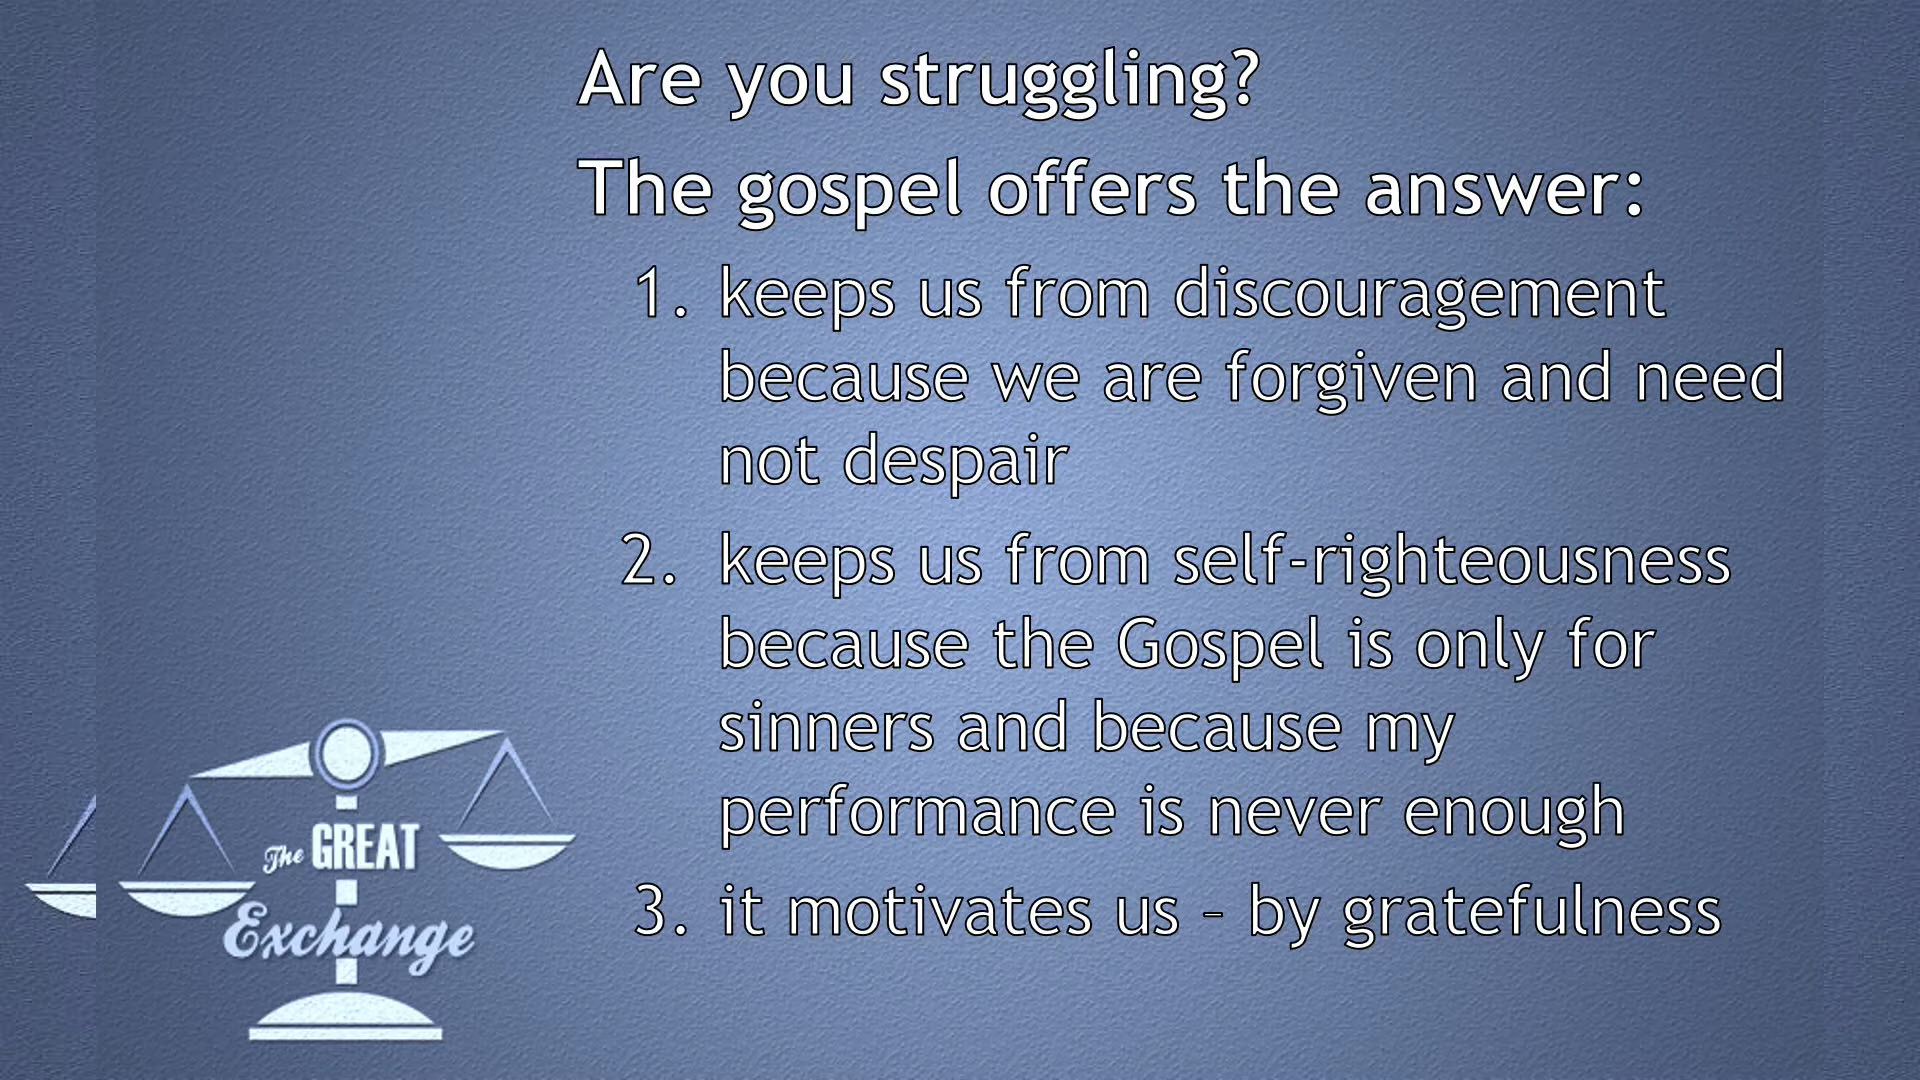 Are you struggling?
The gospel offers the answer:
1. keeps us from discouragement
because we are forgiven and need
not despair
2. keeps us from self-righteousness
because the Gospel is only for
sinners and because my
performance is never enough
3. it motivates us – by gratefulness
The GREAT
Exchange